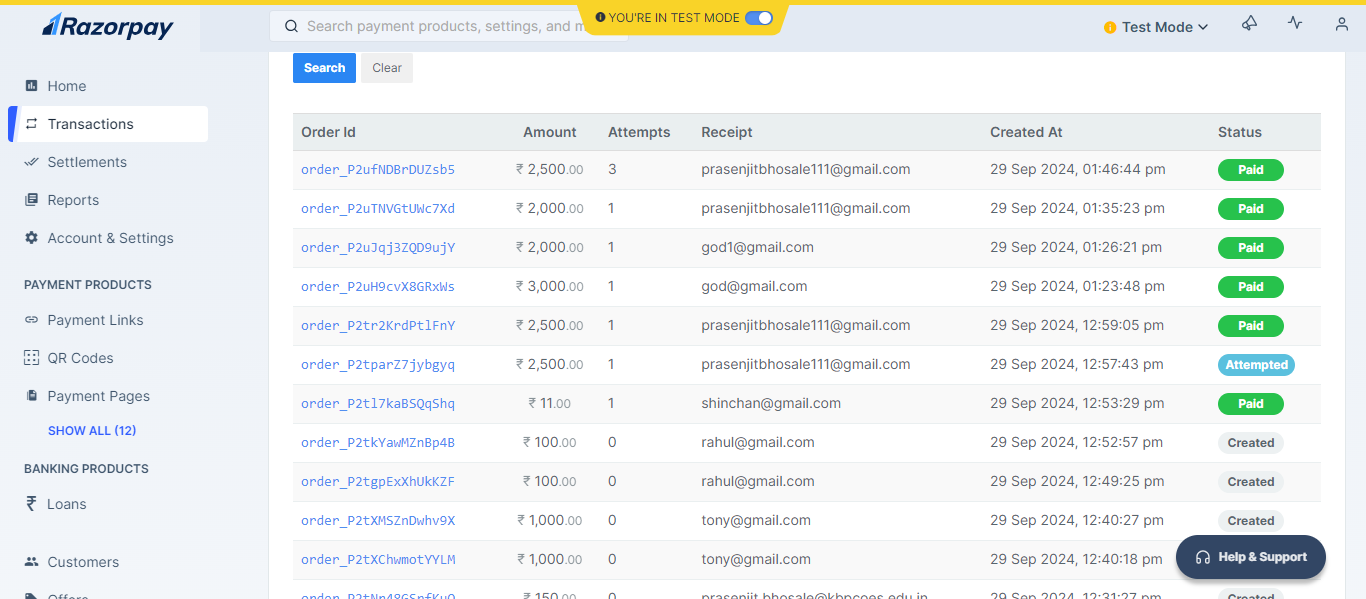 Razorpay
Search payment products, settings, and m
YOU'RE IN TEST MODE
Test Mode
Home
Transactions
Settlements
Reports
Account & Settings
PAYMENT PRODUCTS
Payment Links
QR Codes
Payment Pages
SHOW ALL (12)
BANKING PRODUCTS
Loans
Customers
Offers
Search Clear
Order Id Amount Attempts Receipt Created At Status
order_P2ufNDBrDUZsb5 ₹ 2,500.00 3 prasenjitbhosale111@gmail.com 29 Sep 2024, 01:46:44 pm Paid
order_P2uTNVGtUWc7Xd ₹ 2,000.00 1 prasenjitbhosale111@gmail.com 29 Sep 2024, 01:35:23 pm Paid
order_P2uJqj3ZQD9ujY ₹ 2,000.00 1 god1@gmail.com 29 Sep 2024, 01:26:21 pm Paid
order_P2uH9cvX8GRxWs ₹ 3,000.00 1 god@gmail.com 29 Sep 2024, 01:23:48 pm Paid
order_P2tr2KrdPtlFnY ₹ 2,500.00 1 prasenjitbhosale111@gmail.com 29 Sep 2024, 12:59:05 pm Paid
order_P2tparZ7jybgyq ₹ 2,500.00 1 prasenjitbhosale111@gmail.com 29 Sep 2024, 12:57:43 pm Attempted
order_P2tl7kaBSQqShq ₹ 11.00 1 shinchan@gmail.com 29 Sep 2024, 12:53:29 pm Paid
order_P2tkYawMZnBp4B ₹ 100.00 0 rahul@gmail.com 29 Sep 2024, 12:52:57 pm Created
order_P2tgpExXhUkKZF ₹ 100.00 0 rahul@gmail.com 29 Sep 2024, 12:49:25 pm Created
order_P2tXMSZnDwhv9X ₹ 1,000.00 0 tony@gmail.com 29 Sep 2024, 12:40:27 pm Created
order_P2tXChwmotYYLM ₹ 1,000.00 0 tony@gmail.com 29 Sep 2024, 12:40:18 pm
₹ 150.00 0 prasenjit.bhosale@kbpcoes.edu.in 29 Sep 2024, 12:31:27 pm Created
Help & Support